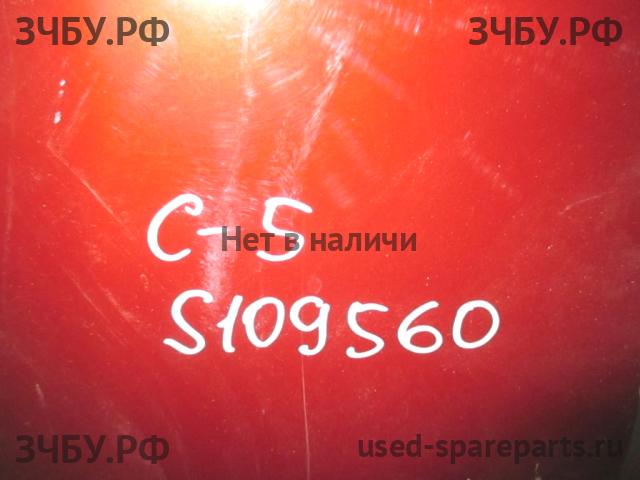 ЗЧБУ.РФ ЗЧБУ.РФ
С-5
Нет в наличи
S109560
ЗЧБУ.РФ used-spareparts.ru